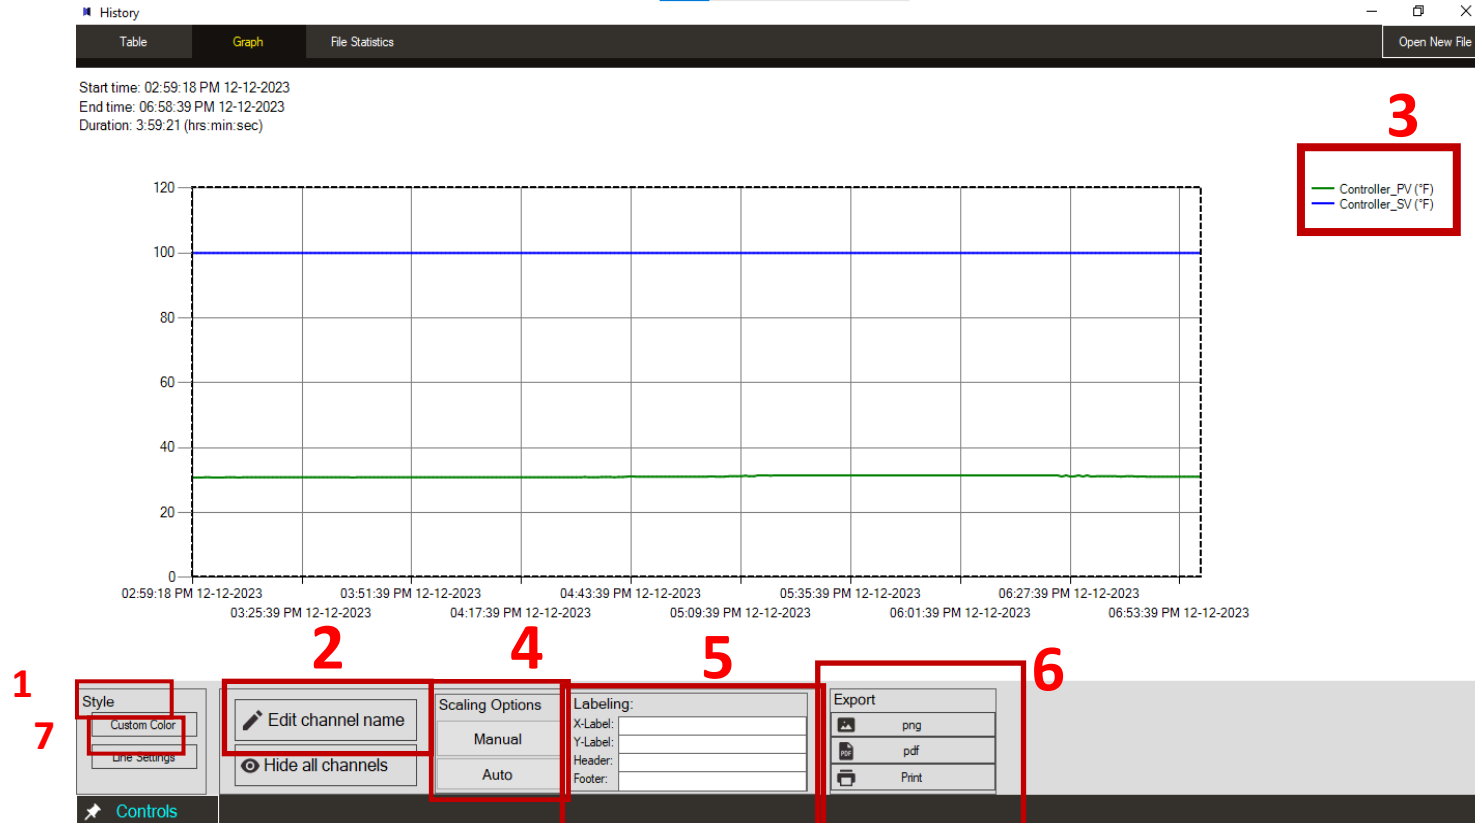 History
Table Graph File Statistics Open New File
Start time: 02:59:18 PM 12-12-2023
End time: 06:58:39 PM 12-12-2023
Duration: 3:59:21 (hrs:min:sec)
3
Controller_PV (°F)
Controller_SV (°F)
120
100
80
60
40
20
0
02:59:18 PM 12-12-2023 03:51:39 PM 12-12-2023 04:43:39 PM 12-12-2023 05:35:39 PM 12-12-2023 06:27:39 PM 12-12-2023
03:25:39 PM 12-12-2023 04:17:39 PM 12-12-2023 05:09:39 PM 12-12-2023 06:01:39 PM 12-12-2023 06:53:39 PM 12-12-2023
1
2
4
5
6
7
Style
Custom Color
Line Settings
Edit channel name
Hide all channels
Scaling Options
Manual
Auto
Labeling:
X-Label:
Y-Label:
Header:
Footer:
Export
png
PDF pdf
Print
Controls